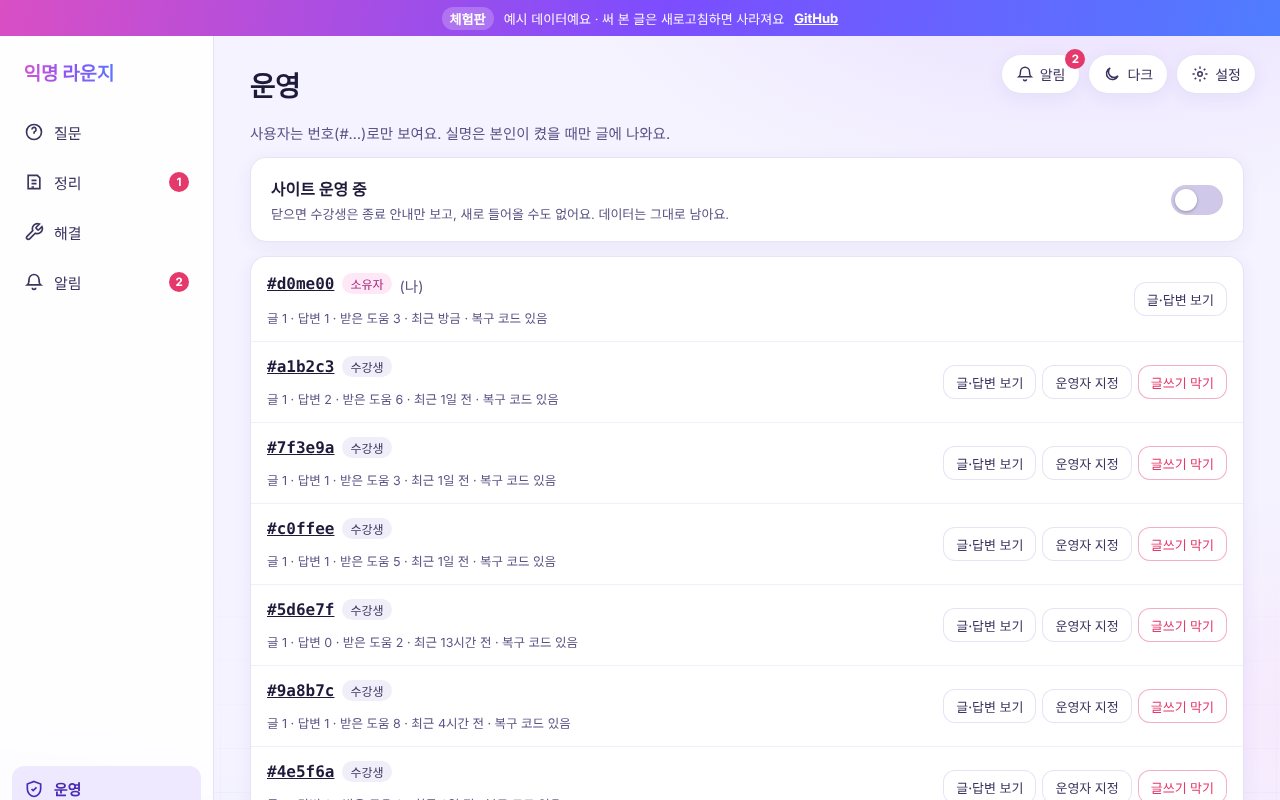 체험판 예시 데이터예요 · 써 본 글은 새로고침하면 사라져요 GitHub
익명 라운지
질문
정리 1
해결
알림 2
운영
운영
알림 2 다크 설정
사용자는 번호(#...)로만 보여요. 실명은 본인이 켰을 때만 글에 나와요.
사이트 운영 중
닫으면 수강생은 종료 안내만 보고, 새로 들어올 수도 없어요. 데이터는 그대로 남아요.
#d0me00 소유자 (나)
글 1 · 답변 1 · 받은 도움 3 · 최근 방금 · 복구 코드 있음
글·답변 보기
#a1b2c3 수강생
글 1 · 답변 2 · 받은 도움 6 · 최근 1일 전 · 복구 코드 있음
글·답변 보기 운영자 지정 글쓰기 막기
#7f3e9a 수강생
글 1 · 답변 1 · 받은 도움 3 · 최근 1일 전 · 복구 코드 있음
글·답변 보기 운영자 지정 글쓰기 막기
#c0ffee 수강생
글 1 · 답변 1 · 받은 도움 5 · 최근 1일 전 · 복구 코드 있음
글·답변 보기 운영자 지정 글쓰기 막기
#5d6e7f 수강생
글 1 · 답변 0 · 받은 도움 2 · 최근 13시간 전 · 복구 코드 있음
글·답변 보기 운영자 지정 글쓰기 막기
#9a8b7c 수강생
글 1 · 답변 1 · 받은 도움 8 · 최근 4시간 전 · 복구 코드 있음
글·답변 보기 운영자 지정 글쓰기 막기
#4e5f6a 수강생
글·답변 보기 운영자 지정 글쓰기 막기